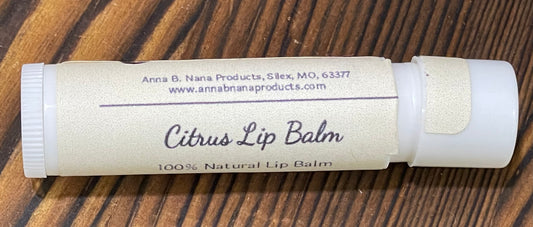 Anna B. Nana Products, Silex, MO, 63377
www.annabnanaproducts.com
Citrus Lip Balm
100% Natural Lip Balm